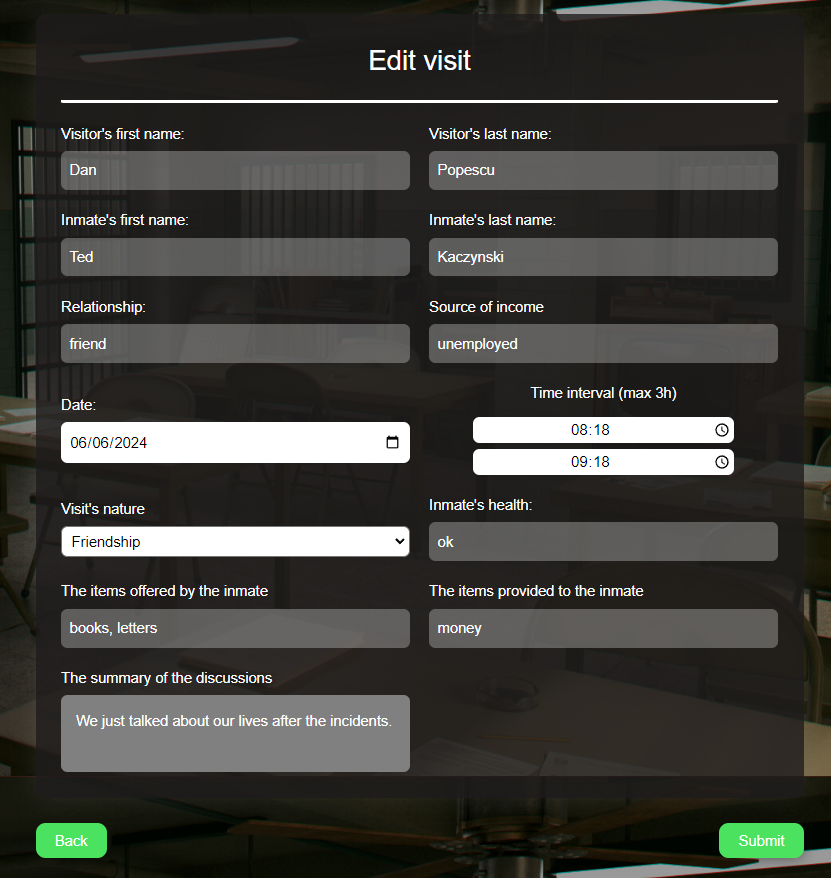 Edit visit
Visitor's first name:
Visitor's last name:
Dan
Popescu
Inmate's first name:
Inmate's last name:
Ted
Kaczynski
Relationship:
Source of income
friend
unemployed
Date:
Time interval (max 3h)
06/06/2024
08:18
09:18
Visit's nature
Inmate's health:
Friendship
ok
The items offered by the inmate
The items provided to the inmate
books, letters
money
The summary of the discussions
We just talked about our lives after the incidents.
Back
Submit